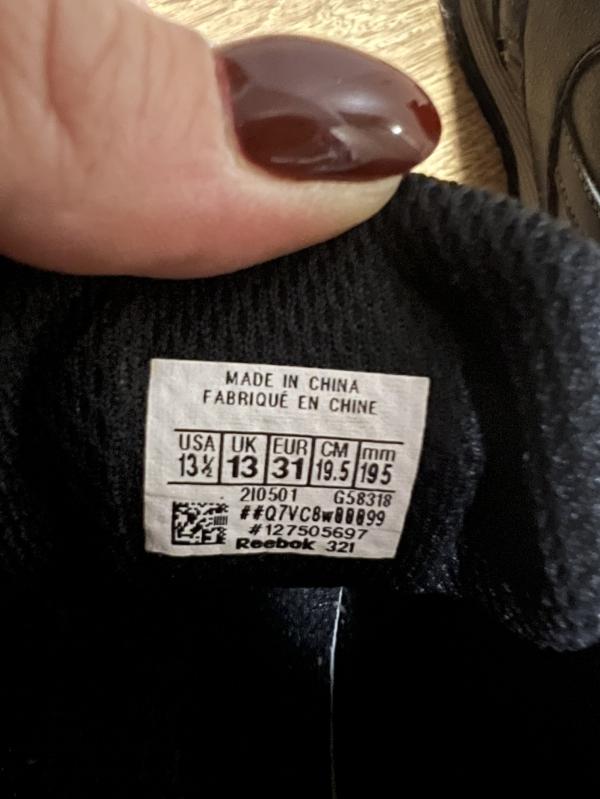 MADE IN CHINA
FABRIQUÉ EN CHINE
USA UK EUR CM mm
13½ 13 31 19.5 195
210501 G58318
##Q7VC8w00099
#127505697
Reebok 321